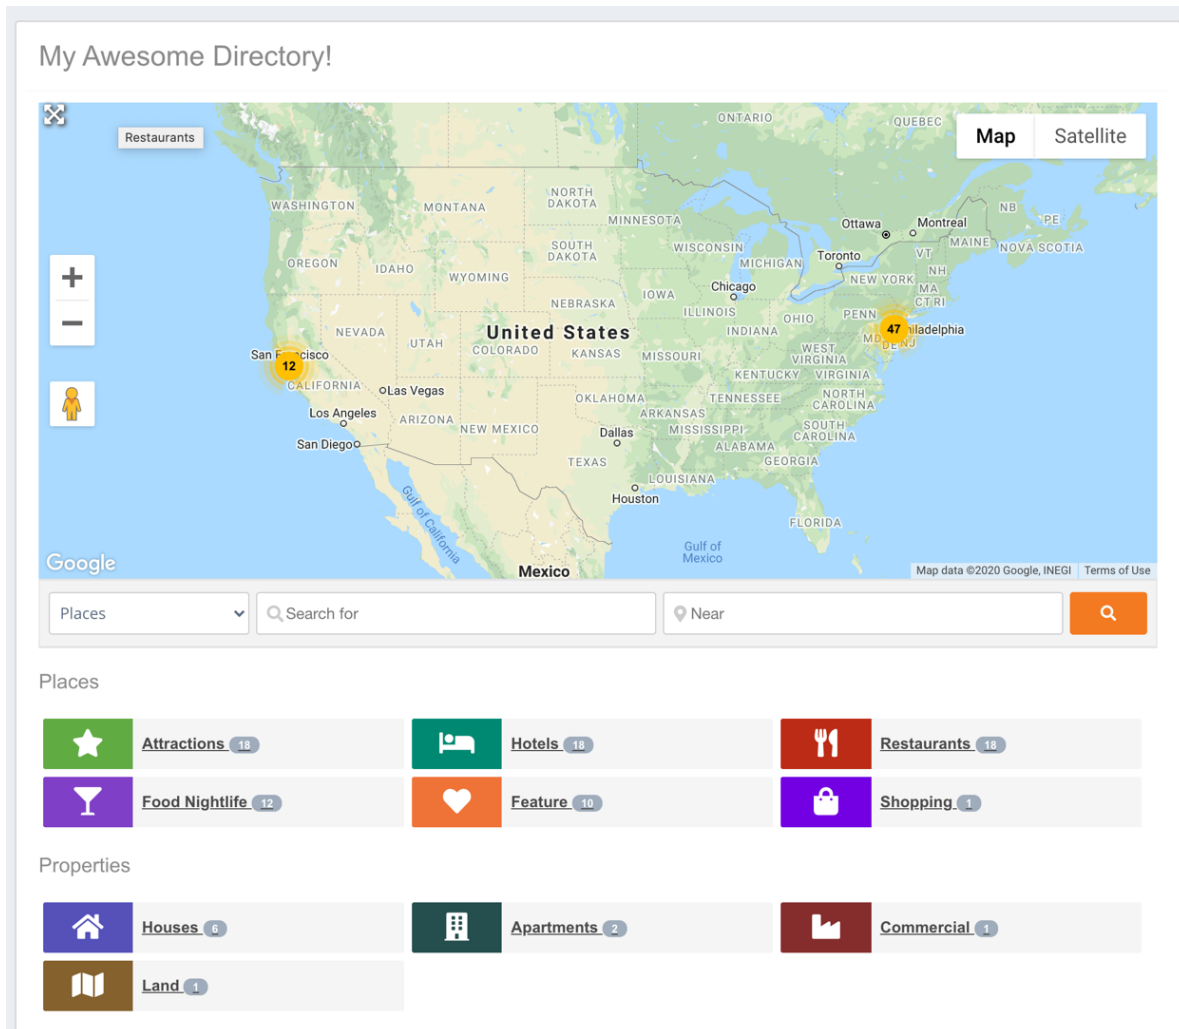 My Awesome Directory!
Restaurants
Map Satellite
ONTARIO
QUEBEC
WASHINGTON
MONTANA
NORTH
DAKOTA
MINNESOTA
Ottawa
Montreal
NB
PE
MAINE
NOVA SCOTIA
OREGON
IDAHO
SOUTH
DAKOTA
WISCONSIN
MICHIGAN
Toronto
VT
NH
WYOMING
Chicago
NEW YORK
MA
CT RI
NEBRASKA
IOWA
ILLINOIS
INDIANA
OHIO
PENN
NEVADA
UTAH
United States
COLORADO
KANSAS
MISSOURI
WEST
VIRGINIA
47
iladelphia
MD
DE NJ
San F cisco
12
CALIFORNIA
Las Vegas
KENTUCKY
VIRGINIA
Los Angeles
ARIZONA
NEW MEXICO
OKLAHOMA
ARKANSAS
TENNESSEE
NORTH
CAROLINA
San Diego
Dallas
MISSISSIPPI
ALABAMA
SOUTH
CAROLINA
TEXAS
GEORGIA
LOUISIANA
Houston
Gulf of California
FLORIDA
Gulf of
Mexico
Mexico
Google
Map data ©2020 Google, INEGI Terms of Use
Places Search for Near
Places
Attractions 18 Hotels 18 Restaurants 18
Food Nightlife 12 Feature 10 Shopping 1
Properties
Houses 6 Apartments 2 Commercial 1
Land 1